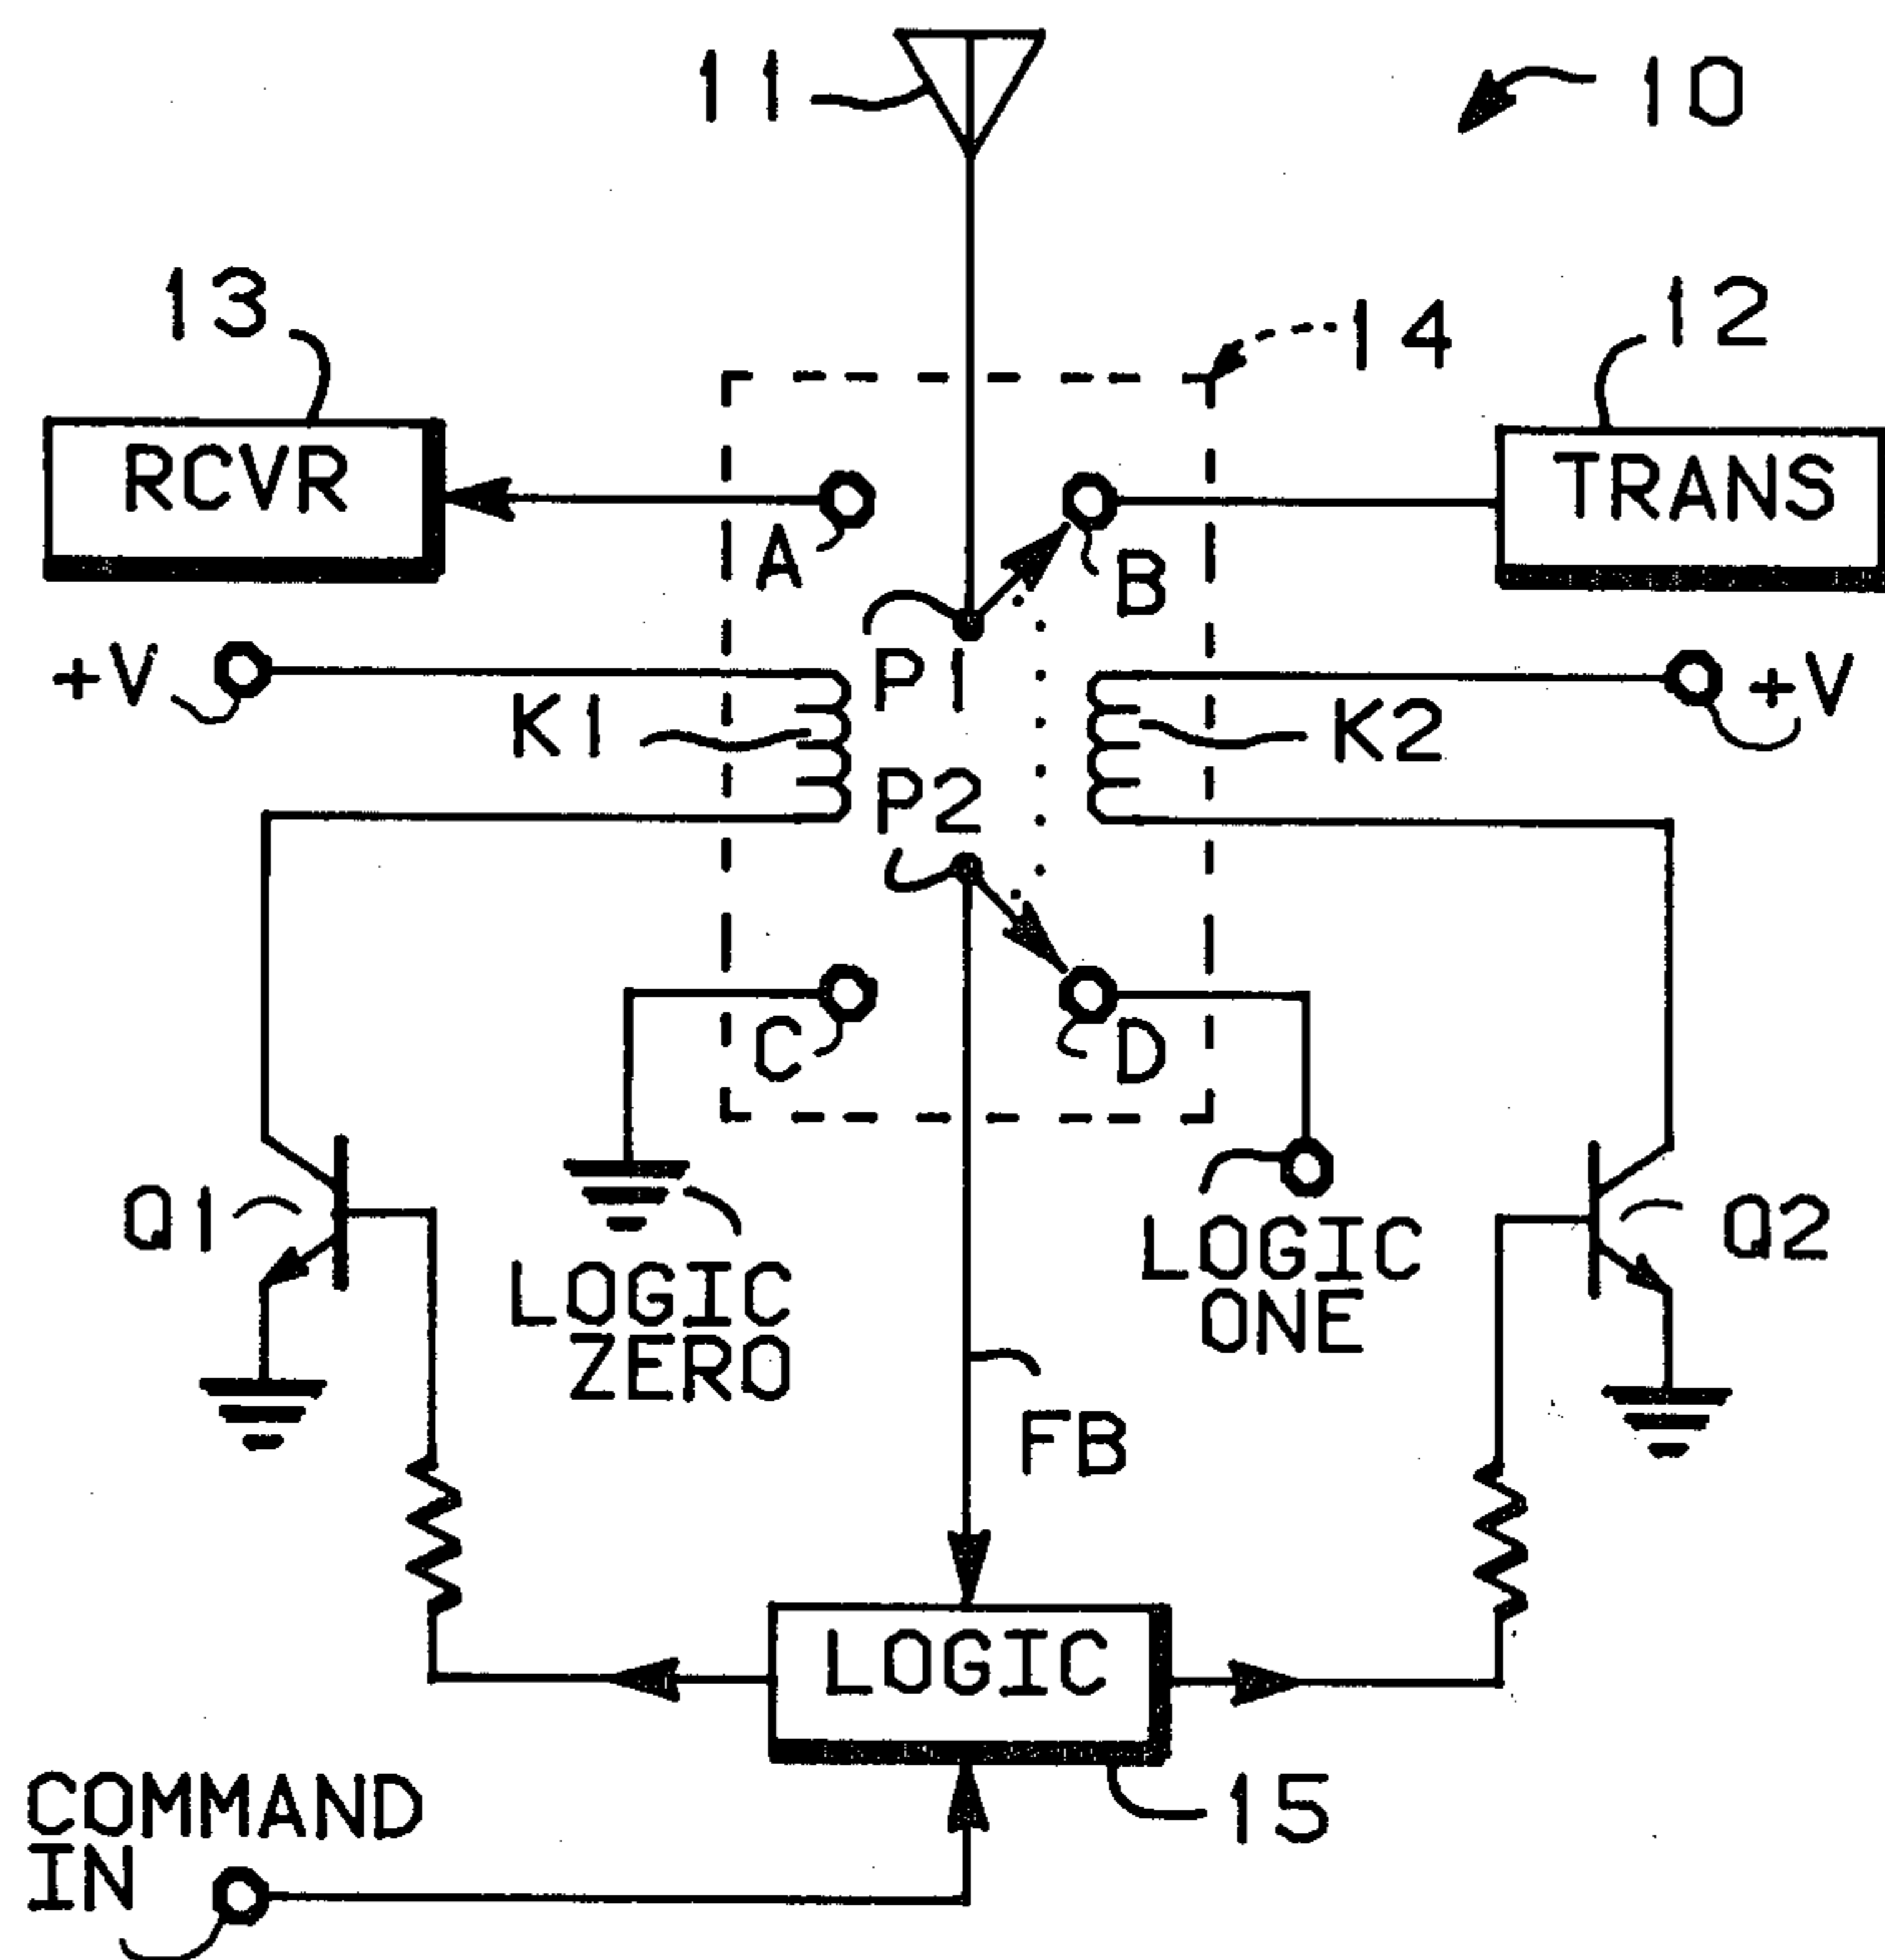 11
10
13
14
12
RCVR
TRANS
A
B
+V
P1
+V
K1
K2
P2
C
D
Q1
LOGIC
ZERO
LOGIC
ONE
Q2
FB
LOGIC
15
COMMAND
IN